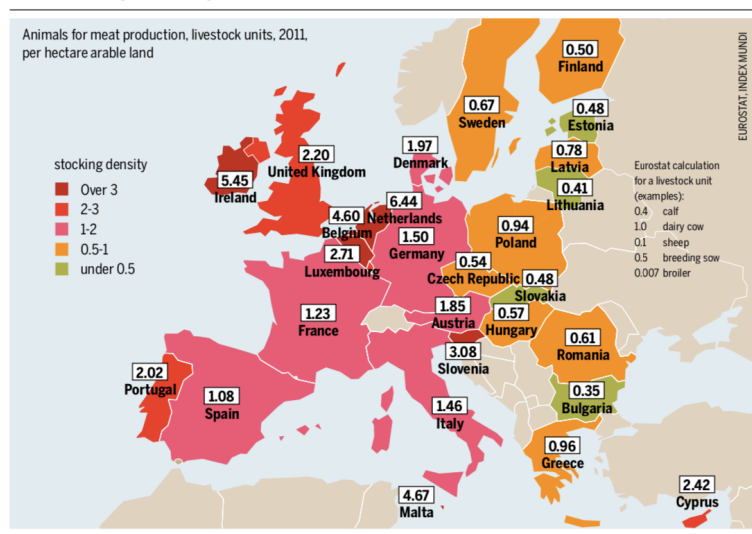 Animals for meat production, livestock units, 2011,
per hectare arable land
EUROSTAT, INDEX MUNDI
0.50
Finland
0.67
Sweden
0.48
Estonia
0.78
Latvia
0.41
Lithuania
1.97
Denmark
2.20
United Kingdom
5.45
Ireland
stocking density
Over 3
2-3
1-2
0.5-1
under 0.5
Eurostat calculation
for a livestock unit
(examples):
0.4 calf
1.0 dairy cow
0.1 sheep
0.5 breeding sow
0.007 broiler
6.44
Netherlands
4.60
Belgium
1.50
Germany
0.94
Poland
2.71
Luxembourg
0.54
Czech Republic
0.48
Slovakia
1.23
France
1.85
Austria
0.57
Hungary
0.61
Romania
3.08
Slovenia
2.02
Portugal
1.08
Spain
1.46
Italy
0.35
Bulgaria
0.96
Greece
4.67
Malta
2.42
Cyprus